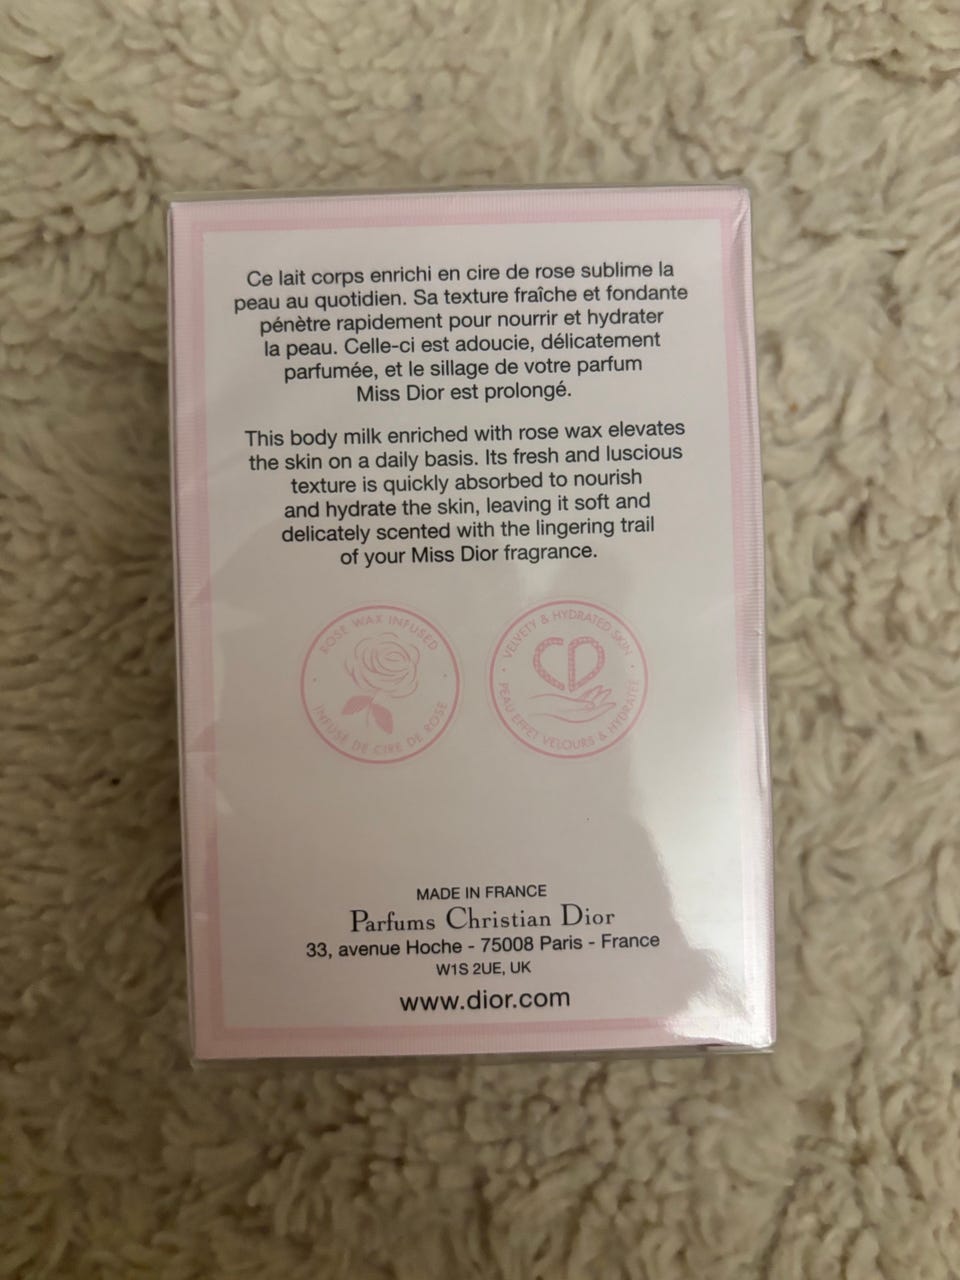 Ce lait corps enrichi en cire de rose sublime la
peau au quotidien. Sa texture fraîche et fondante
pénètre rapidement pour nourrir et hydrater
la peau. Celle-ci est adoucie, délicatement
parfumée, et le sillage de votre parfum
Miss Dior est prolongé.
This body milk enriched with rose wax elevates
the skin on a daily basis. Its fresh and luscious
texture is quickly absorbed to nourish
and hydrate the skin, leaving it soft and
delicately scented with the lingering trail
of your Miss Dior fragrance.
ROSE WAX INFUSED
INFUSÉ DE CIRE DE ROSE
VELVETY & HYDRATED SKIN
CD
PEAU EFFET VELOURS & HYDRATÉE
MADE IN FRANCE
Parfums Christian Dior
33, avenue Hoche - 75008 Paris - France
W1S 2UE, UK
www.dior.com